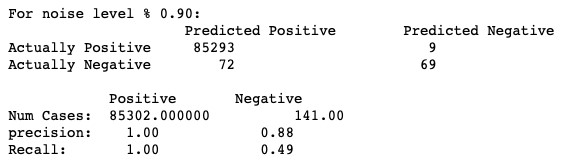 For noise level % 0.90:
Predicted Positive Predicted Negative
Actually Positive 85293 9
Actually Negative 72 69
Positive Negative
Num Cases: 85302.000000 141.00
precision: 1.00 0.88
Recall: 1.00 0.49